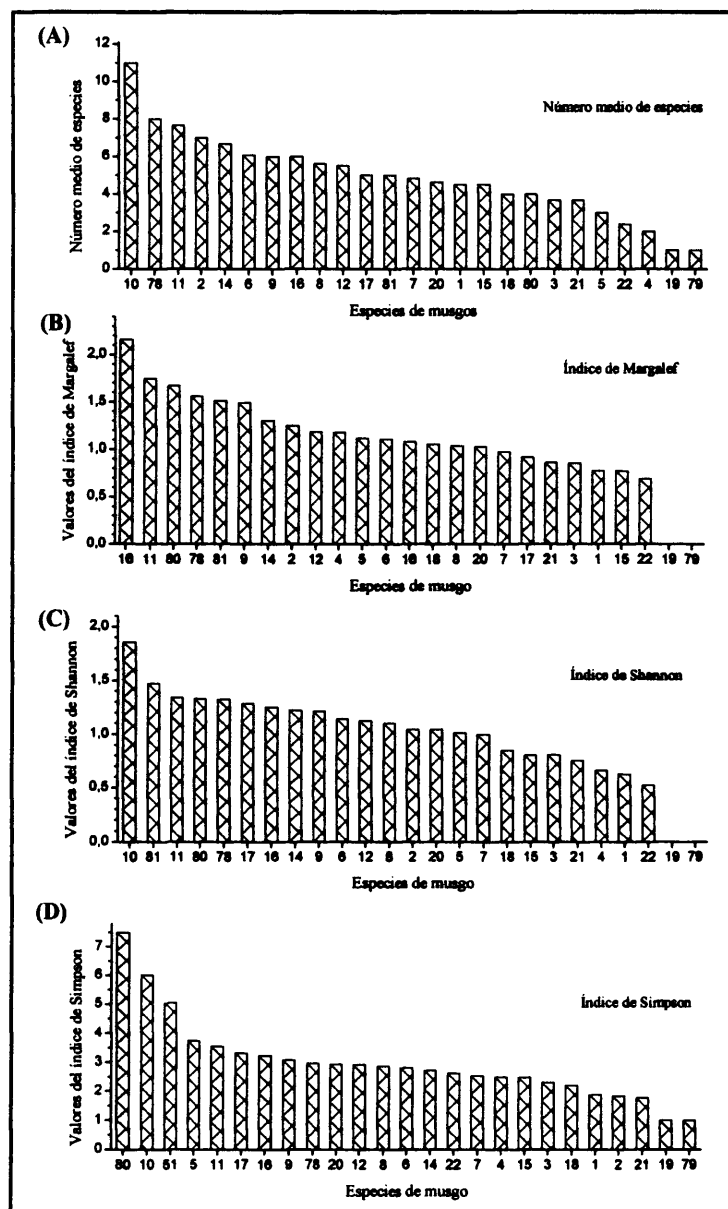 (A)
Número medio de especies
12
10
8
6
4
2
0
Número medio de especies
10 78 11 2 14 6 9 16 8 12 17 81 7 20 1 15 18 80 3 21 5 22 4 19 79
Especies de musgos
(B)
Valores del índice de Margalef
2,0
1,5
1,0
0,5
0,0
Índice de Margalef
16 11 80 78 81 9 14 2 12 4 5 6 16 18 8 20 7 17 21 3 1 15 22 19 79
Especies de musgo
(C)
Valores del índice de Shannon
2,0
1,5
1,0
0,5
0,0
Índice de Shannon
10 81 11 80 78 17 16 14 9 6 12 8 2 20 5 7 18 15 3 21 4 1 22 19 79
Especies de musgo
(D)
Valores del índice de Simpson
7
6
5
4
3
2
1
0
Índice de Simpson
80 10 51 5 11 17 16 9 78 20 12 8 6 14 22 7 4 15 3 18 1 2 21 19 79
Especies de musgo